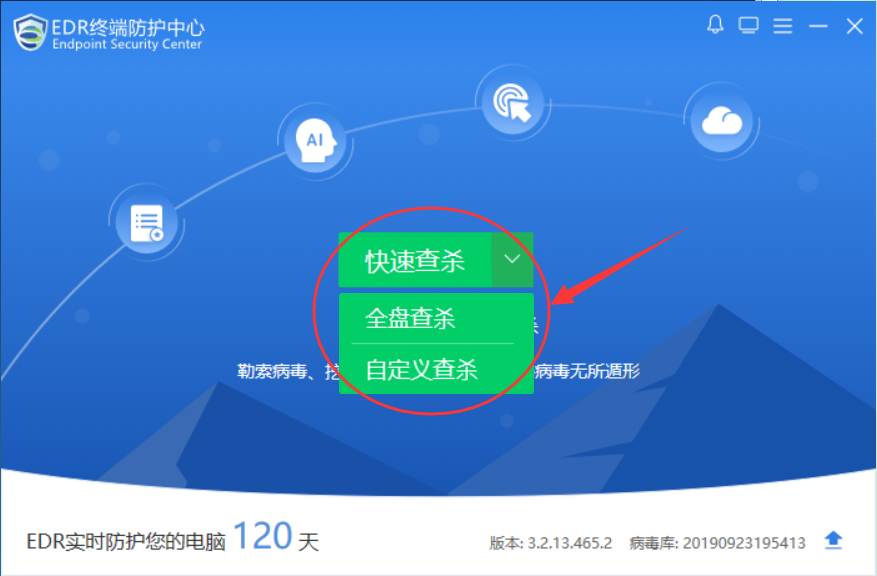 EDR终端防护中心
Endpoint Security Center
AI
快速查杀
全盘查杀
杀
自定义查杀
勒索病毒、挖 病毒无所遁形
EDR实时防护您的电脑 120 天
版本: 3.2.13.465.2 病毒库: 20190923195413